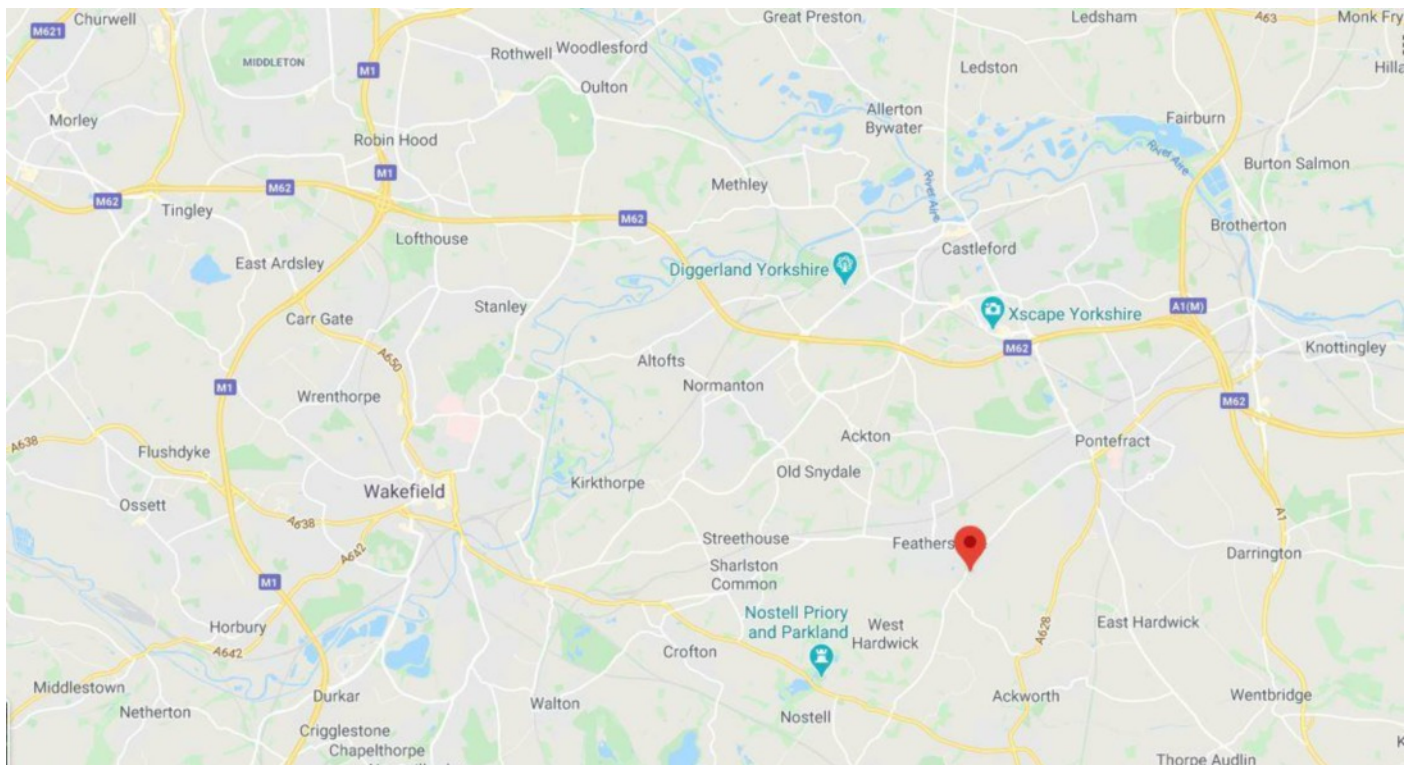 Churwell
Great Preston
Ledsham
A63
Monk Fry
M621
Rothwell
Woodlesford
MIDDLETON
M1
Ledston
Hilla
Oulton
Morley
Allerton
Bywater
Fairburn
Robin Hood
River Aire
Burton Salmon
M1
Methley
River Aire
M62
M62
Tingley
M62
Brotherton
Lofthouse
Castleford
East Ardsley
Diggerland Yorkshire
Stanley
A1(M)
Carr Gate
Xscape Yorkshire
A650
M62
Knottingley
Altofts
M1
Normanton
Wrenthorpe
M62
A638
Ackton
Pontefract
Flushdyke
Old Snydale
Kirkthorpe
Wakefield
Ossett
A1
A638
Streethouse
Feathers
A642
Darrington
Sharlston
Common
M1
Nostell Priory
and Parkland
West
Hardwick
East Hardwick
Horbury
A628
A642
Crofton
Middlestown
Durkar
Ackworth
Wentbridge
Netherton
Walton
Nostell
Crigglestone
Chapelthorpe
Thorpe Audlin
K